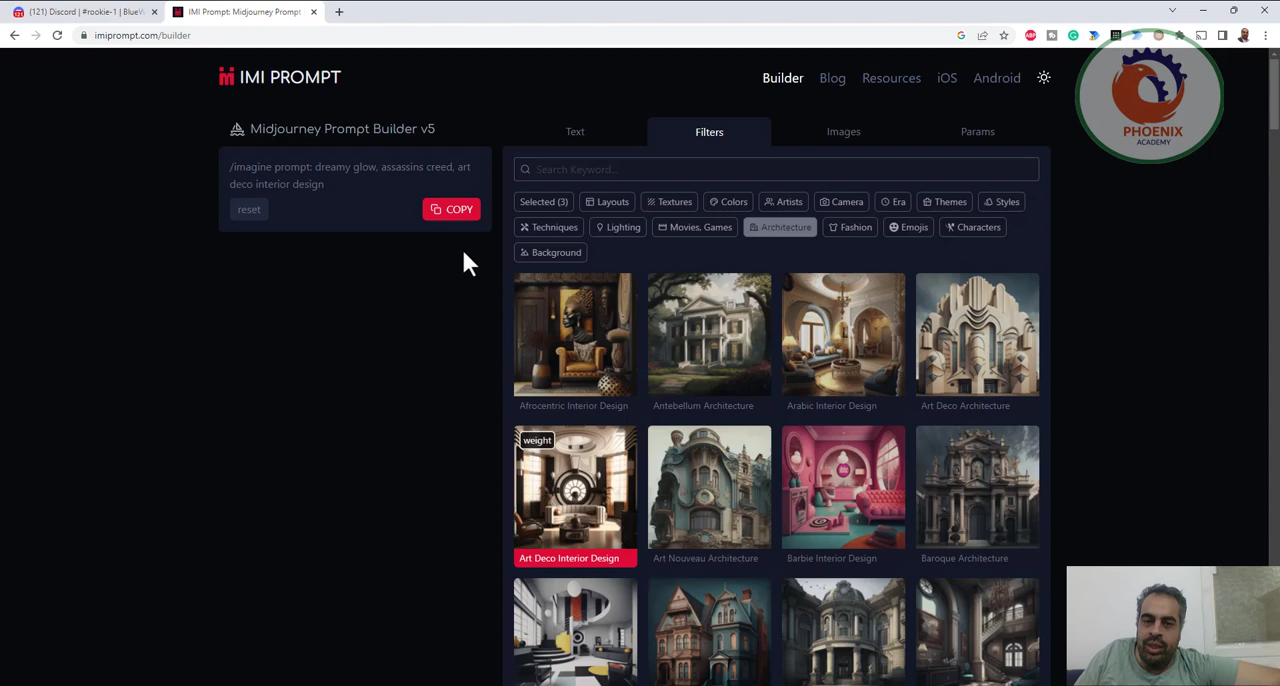 (121) Discord | #rookie-1 | BlueW
IMI Prompt: Midjourney Prompt
imiprompt.com/builder
IMI PROMPT
Builder
Blog
Resources
iOS
Android
PHOENIX
ACADEMY
Midjourney Prompt Builder v5
/imagine prompt: dreamy glow, assassins creed, art
deco interior design
reset
COPY
Text
Filters
Images
Params
Search Keyword...
Selected (3)
Layouts
Textures
Colors
Artists
Camera
Era
Themes
Styles
Techniques
Lighting
Movies, Games
Architecture
Fashion
Emojis
Characters
Background
Afrocentric Interior Design
Antebellum Architecture
Arabic Interior Design
Art Deco Architecture
weight
Art Deco Interior Design
Art Nouveau Architecture
Barbie Interior Design
Baroque Architecture